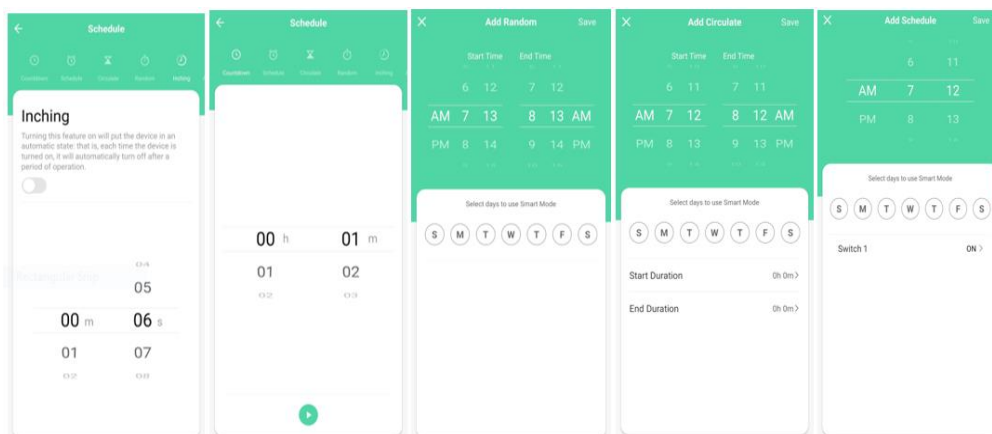 Schedule
Countdown Schedule Circulate Random Inching
Inching
Turning this feature on will put the device in an
automatic state: that is, each time the device is
turned on, it will automatically turn off after a
period of operation.
04
05
00 m 06 s
01 07
02 08
Schedule
Countdown Schedule Circulate Random Inching
00 h 01 m
01 02
02 03
Add Random Save
Start Time End Time
6 12 7 12
AM 7 13 8 13 AM
PM 8 14 9 14 PM
Select days to use Smart Mode
S M T W T F S
Add Circulate Save
Start Time End Time
6 11 7 11
AM 7 12 8 12 AM
PM 8 13 9 13 PM
Select days to use Smart Mode
S M T W T F S
Start Duration 0h 0m >
End Duration 0h 0m >
Add Schedule Save
6 11
AM 7 12
PM 8 13
Select days to use Smart Mode
S M T W T F S
Switch 1 ON >